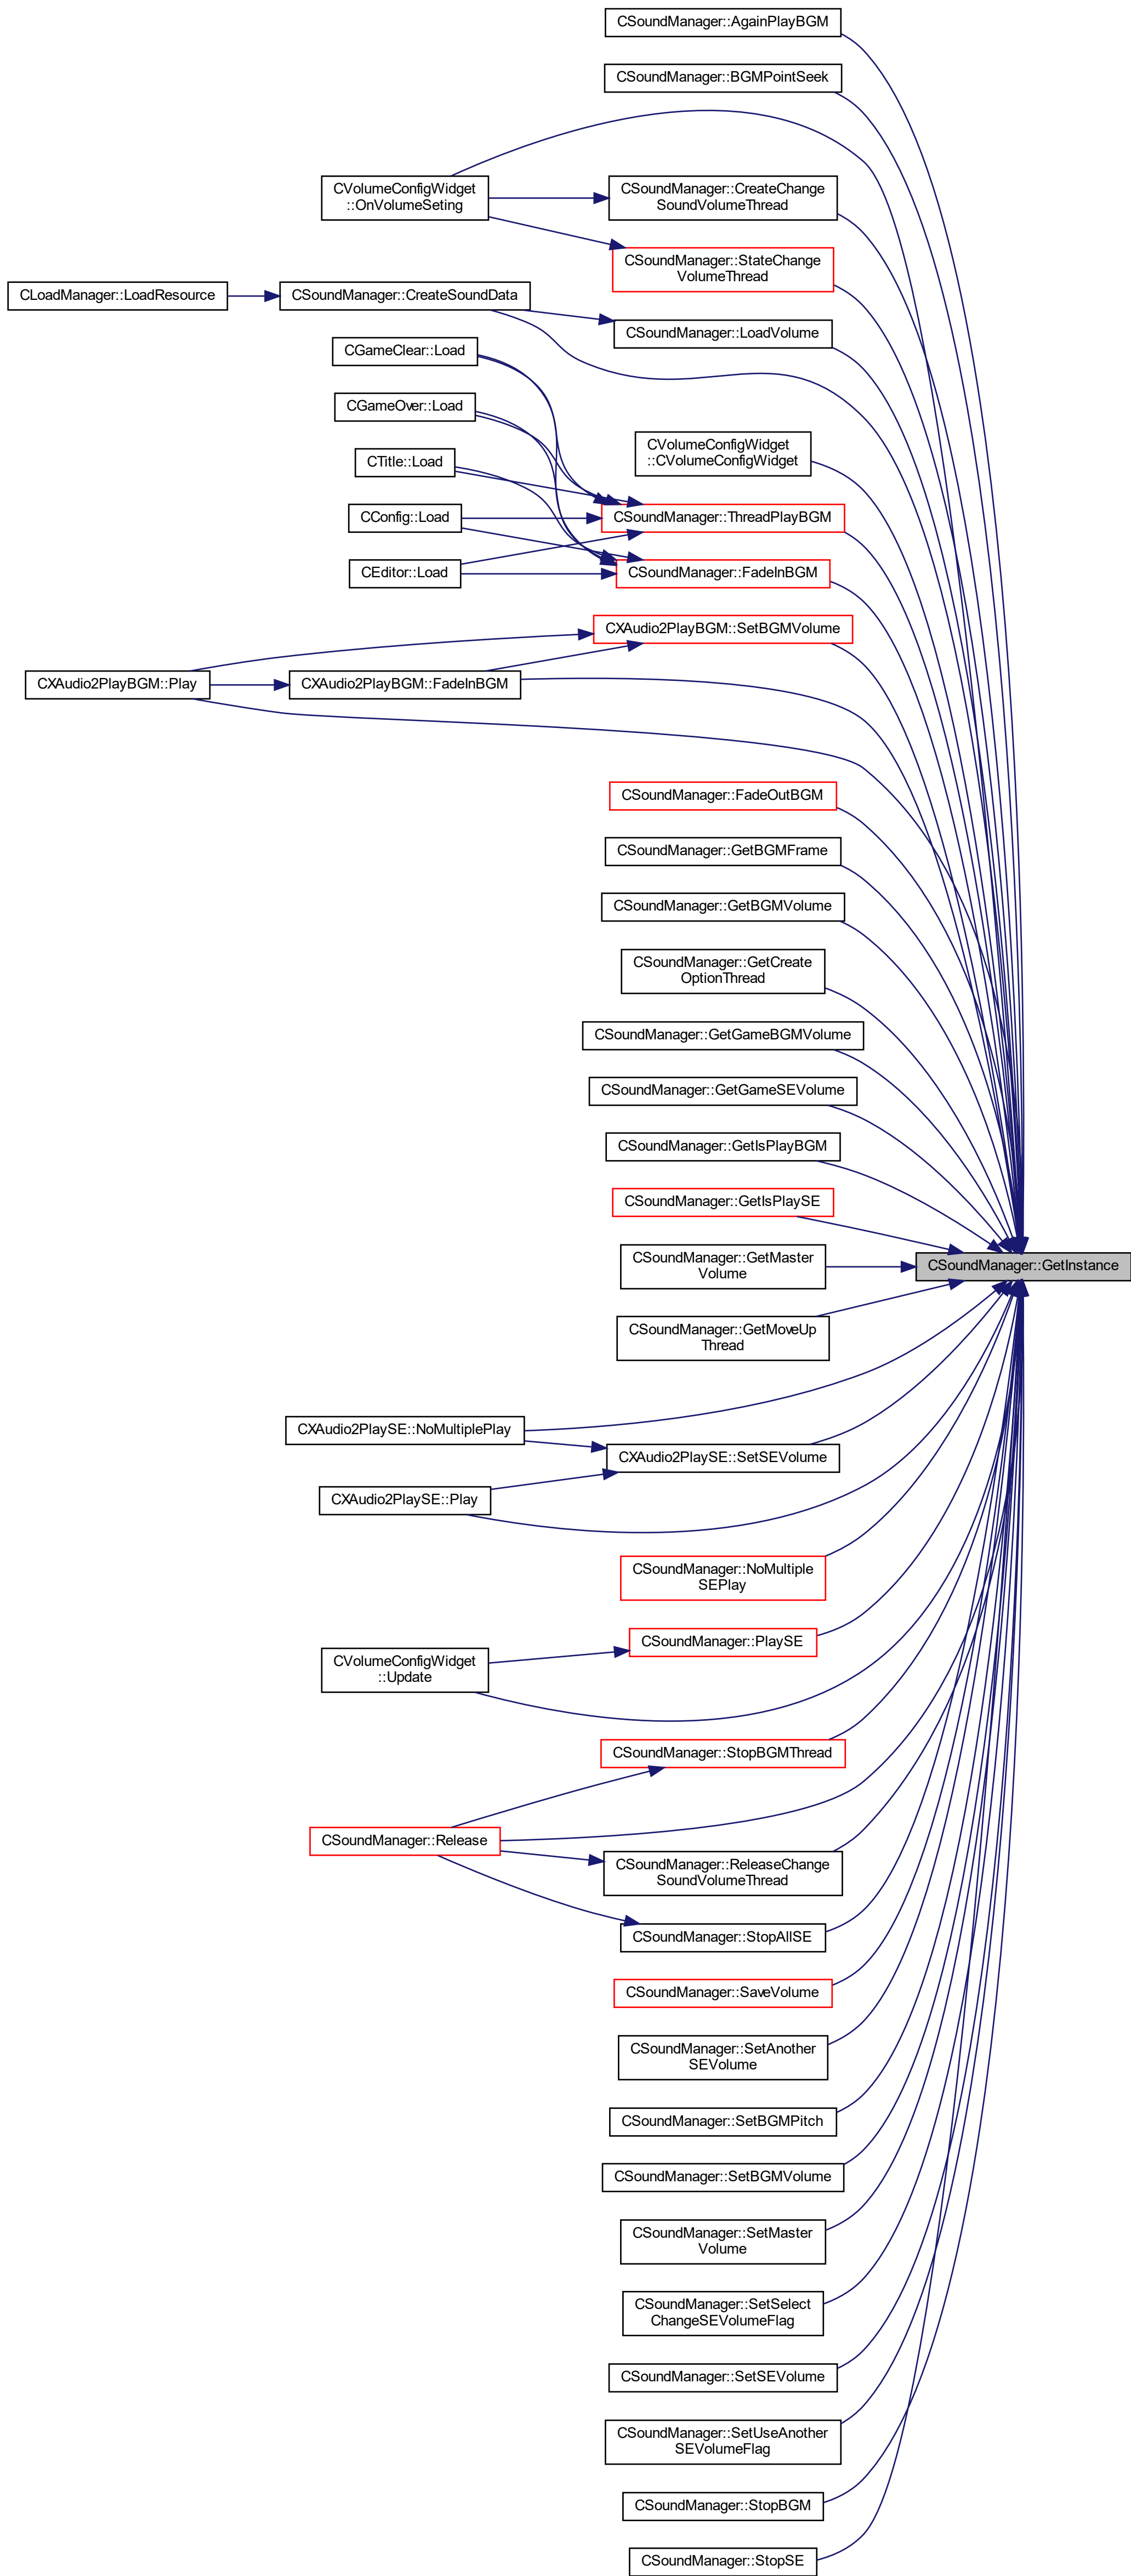 CSoundManager::AgainPlayBGM
CSoundManager::BGMPointSeek
CVolumeConfigWidget
::OnVolumeSeting
CSoundManager::CreateChange
SoundVolumeThread
CSoundManager::StateChange
VolumeThread
CLoadManager::LoadResource
CSoundManager::CreateSoundData
CSoundManager::LoadVolume
CGameClear::Load
CGameOver::Load
CTitle::Load
CVolumeConfigWidget
::CVolumeConfigWidget
CConfig::Load
CSoundManager::ThreadPlayBGM
CEditor::Load
CSoundManager::FadeInBGM
CXAudio2PlayBGM::SetBGMVolume
CXAudio2PlayBGM::Play
CXAudio2PlayBGM::FadeInBGM
CSoundManager::FadeOutBGM
CSoundManager::GetBGMFrame
CSoundManager::GetBGMVolume
CSoundManager::GetCreate
OptionThread
CSoundManager::GetGameBGMVolume
CSoundManager::GetGameSEVolume
CSoundManager::GetIsPlayBGM
CSoundManager::GetIsPlaySE
CSoundManager::GetMaster
Volume
CSoundManager::GetInstance
CSoundManager::GetMoveUp
Thread
CXAudio2PlaySE::NoMultiplePlay
CXAudio2PlaySE::SetSEVolume
CXAudio2PlaySE::Play
CSoundManager::NoMultiple
SEPlay
CSoundManager::PlaySE
CVolumeConfigWidget
::Update
CSoundManager::StopBGMThread
CSoundManager::Release
CSoundManager::ReleaseChange
SoundVolumeThread
CSoundManager::StopAllSE
CSoundManager::SaveVolume
CSoundManager::SetAnother
SEVolume
CSoundManager::SetBGMPitch
CSoundManager::SetBGMVolume
CSoundManager::SetMaster
Volume
CSoundManager::SetSelect
ChangeSEVolumeFlag
CSoundManager::SetSEVolume
CSoundManager::SetUseAnother
SEVolumeFlag
CSoundManager::StopBGM
CSoundManager::StopSE